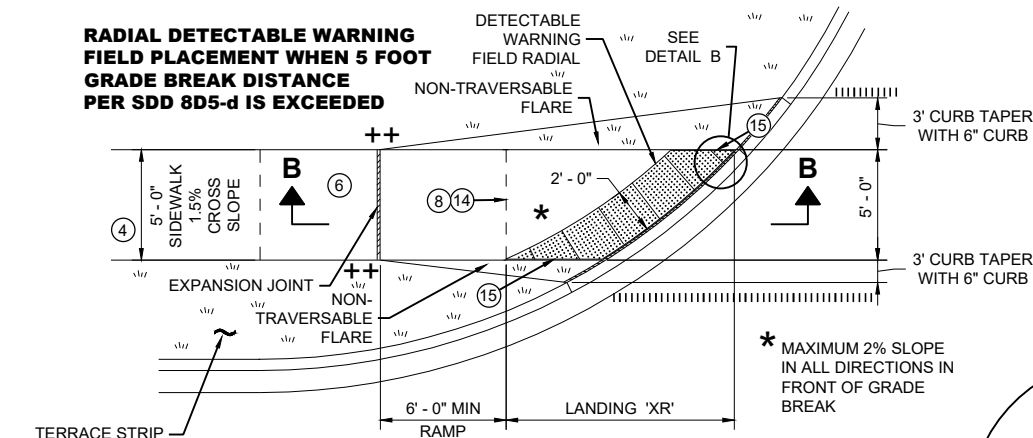 RADIAL DETECTABLE WARNING
FIELD PLACEMENT WHEN 5 FOOT
GRADE BREAK DISTANCE
PER SDD 8D5-d IS EXCEEDED
DETECTABLE
WARNING
FIELD RADIAL
SEE
DETAIL B
NON-TRAVERSABLE
FLARE
15
3' CURB TAPER
WITH 6" CURB
++
4
5' - 0"
SIDEWALK
1.5%
CROSS
SLOPE
B
6
8 14
*
2' - 0"
B
5' - 0"
++
EXPANSION JOINT
NON-
TRAVERSABLE
FLARE
15
3' CURB TAPER
WITH 6" CURB
* MAXIMUM 2% SLOPE
IN ALL DIRECTIONS IN
FRONT OF GRADE
BREAK
TERRACE STRIP
6' - 0" MIN
RAMP
LANDING 'XR'